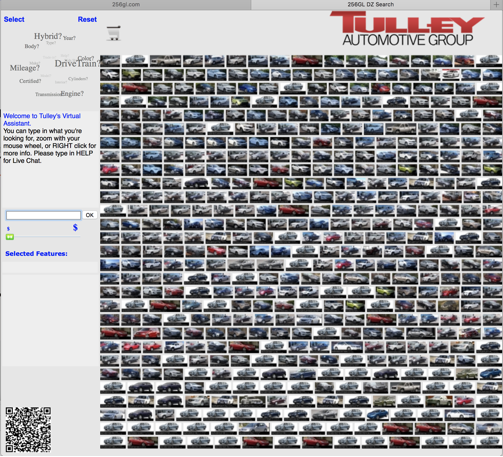 256gl.com
256GL DZ Search
Select
Reset
TULLEY
AUTOMOTIVE GROUP
Hybrid?
Year?
Body?
Color?
DriveTrain?
Mileage?
Certified?
Cylinders?
Transmission?
Engine?
Welcome to Tulley's Virtual
Assistant.
You can type in what you're
looking for, zoom with your
mouse wheel, or RIGHT click for
more info. Please type in HELP
for Live Chat.
OK
$
$
Selected Features: